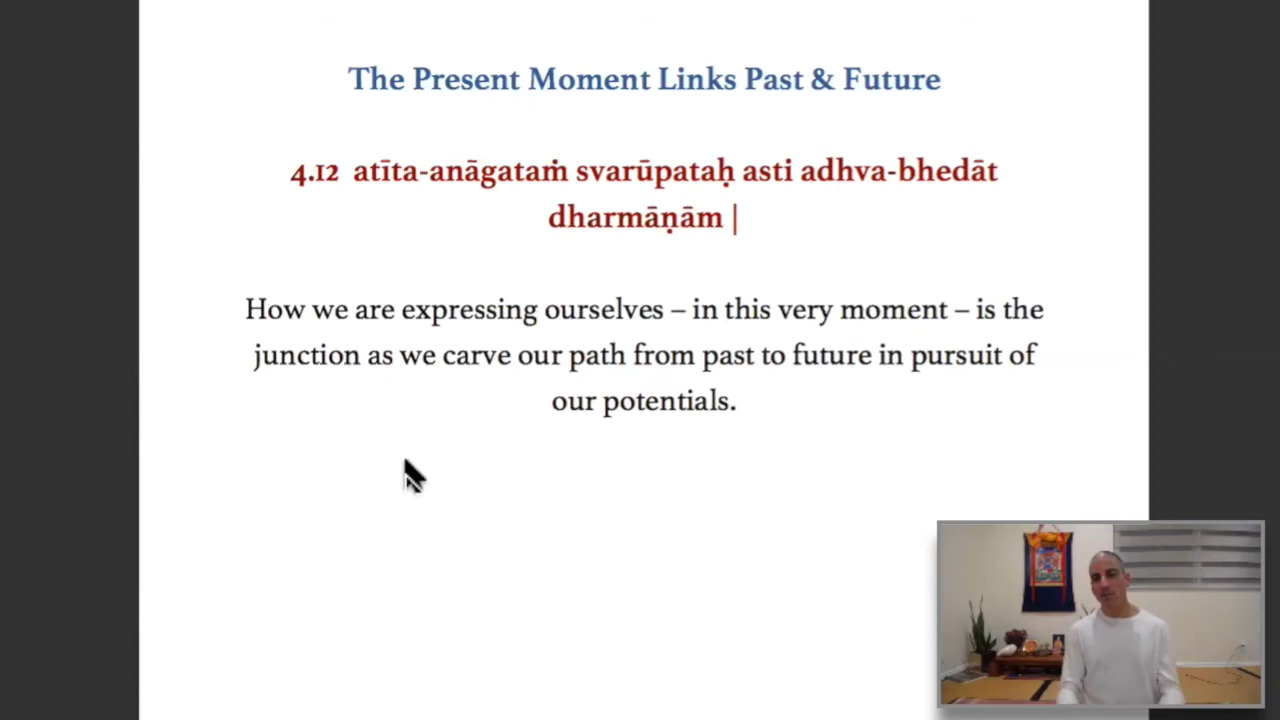 The Present Moment Links Past & Future
4.12 atīta-anāgataṁ svarūpataḥ asti adhva-bhedāt
dharmāṇām |
How we are expressing ourselves – in this very moment – is the
junction as we carve our path from past to future in pursuit of
our potentials.